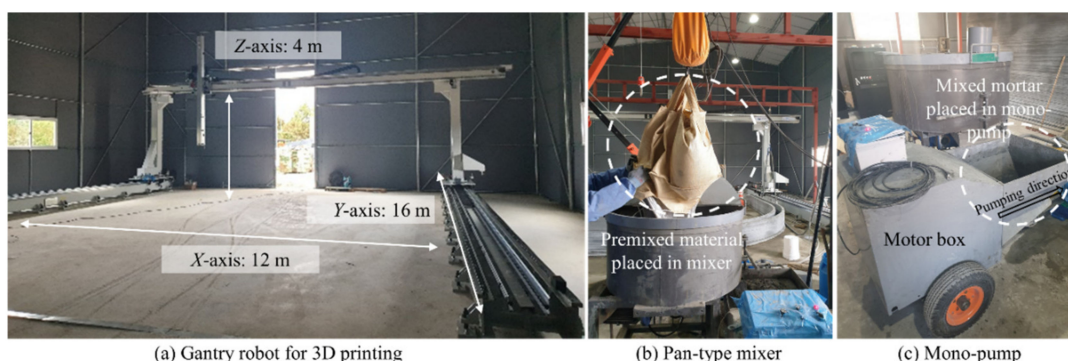 Z-axis: 4 m
Y-axis: 16 m
X-axis: 12 m
(a) Gantry robot for 3D printing
Premixed material
placed in mixer
(b) Pan-type mixer
Mixed mortar
placed in mono-
pump
Pumping direction
Motor box
(c) Mono-pump